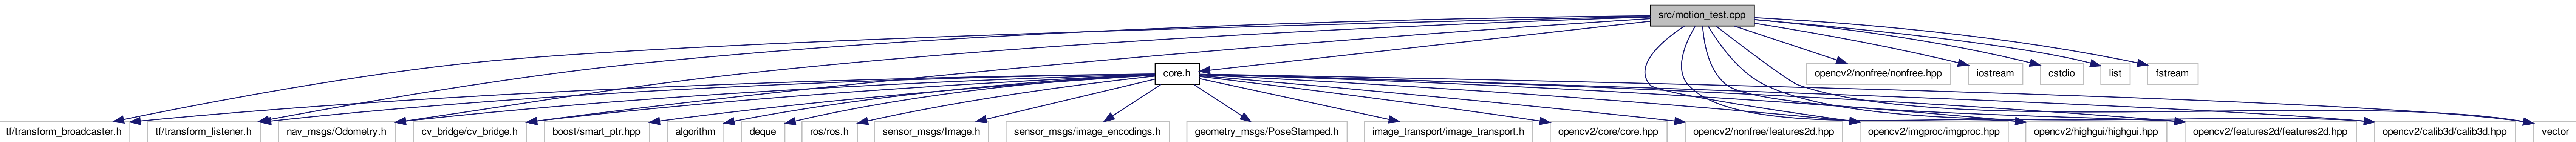 src/motion_test.cpp
core.h
opencv2/nonfree/nonfree.hpp
iostream
cstdio
list
fstream
tf/transform_broadcaster.h
tf/transform_listener.h
nav_msgs/Odometry.h
cv_bridge/cv_bridge.h
boost/smart_ptr.hpp
algorithm
deque
ros/ros.h
sensor_msgs/Image.h
sensor_msgs/image_encodings.h
geometry_msgs/PoseStamped.h
image_transport/image_transport.h
opencv2/core/core.hpp
opencv2/nonfree/features2d.hpp
opencv2/imgproc/imgproc.hpp
opencv2/highgui/highgui.hpp
opencv2/features2d/features2d.hpp
opencv2/calib3d/calib3d.hpp
vector